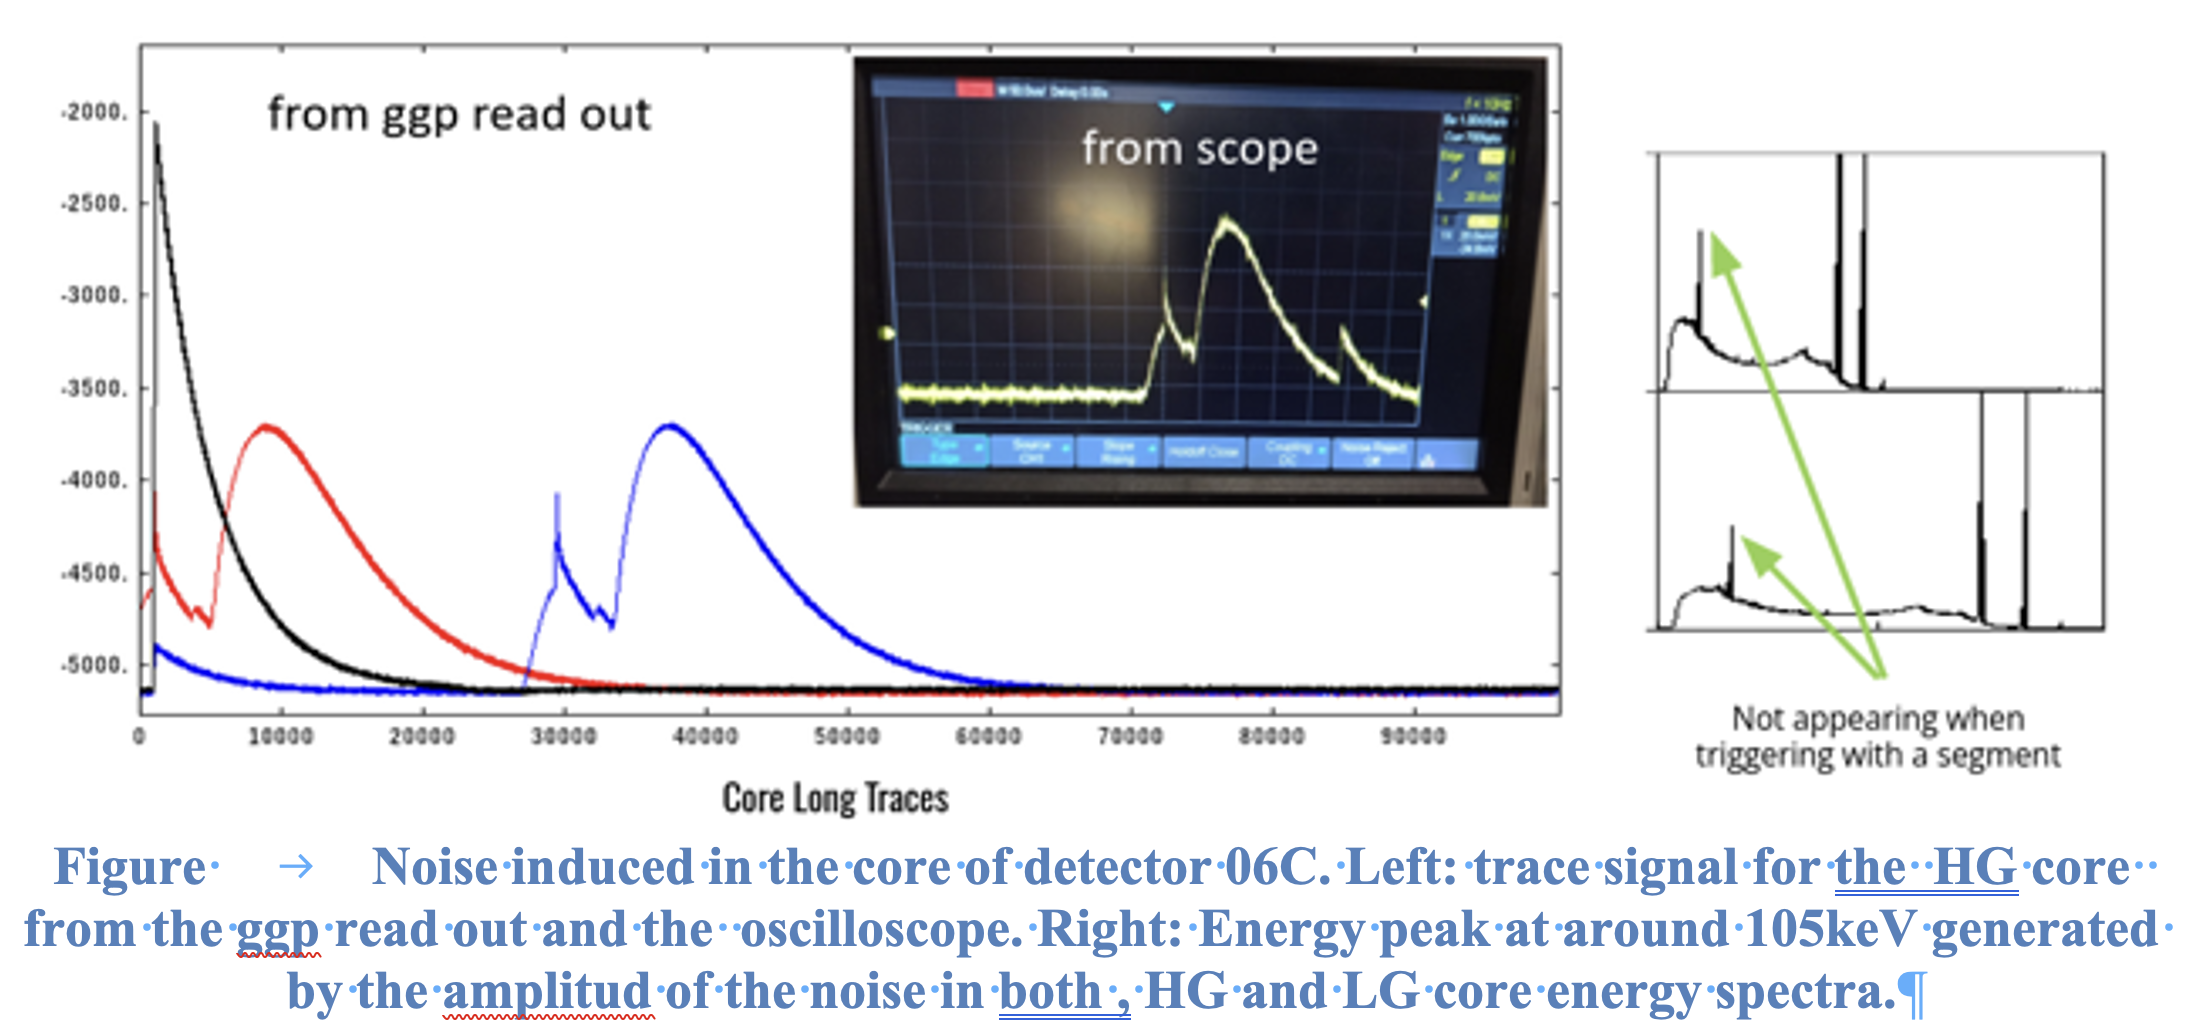 from ggp read out
from scope
-2000.
-2500.
-3000.
-3500.
-4000.
-4500.
-5000.
0 10000 20000 30000 40000 50000 60000 70000 80000 90000
Core Long Traces
Not appearing when
triggering with a segment
Figure → Noise induced in the core of detector 06C. Left: trace signal for the HG core
from the ggp read out and the oscilloscope. Right: Energy peak at around 105keV generated
by the amplitud of the noise in both , HG and LG core energy spectra.¶